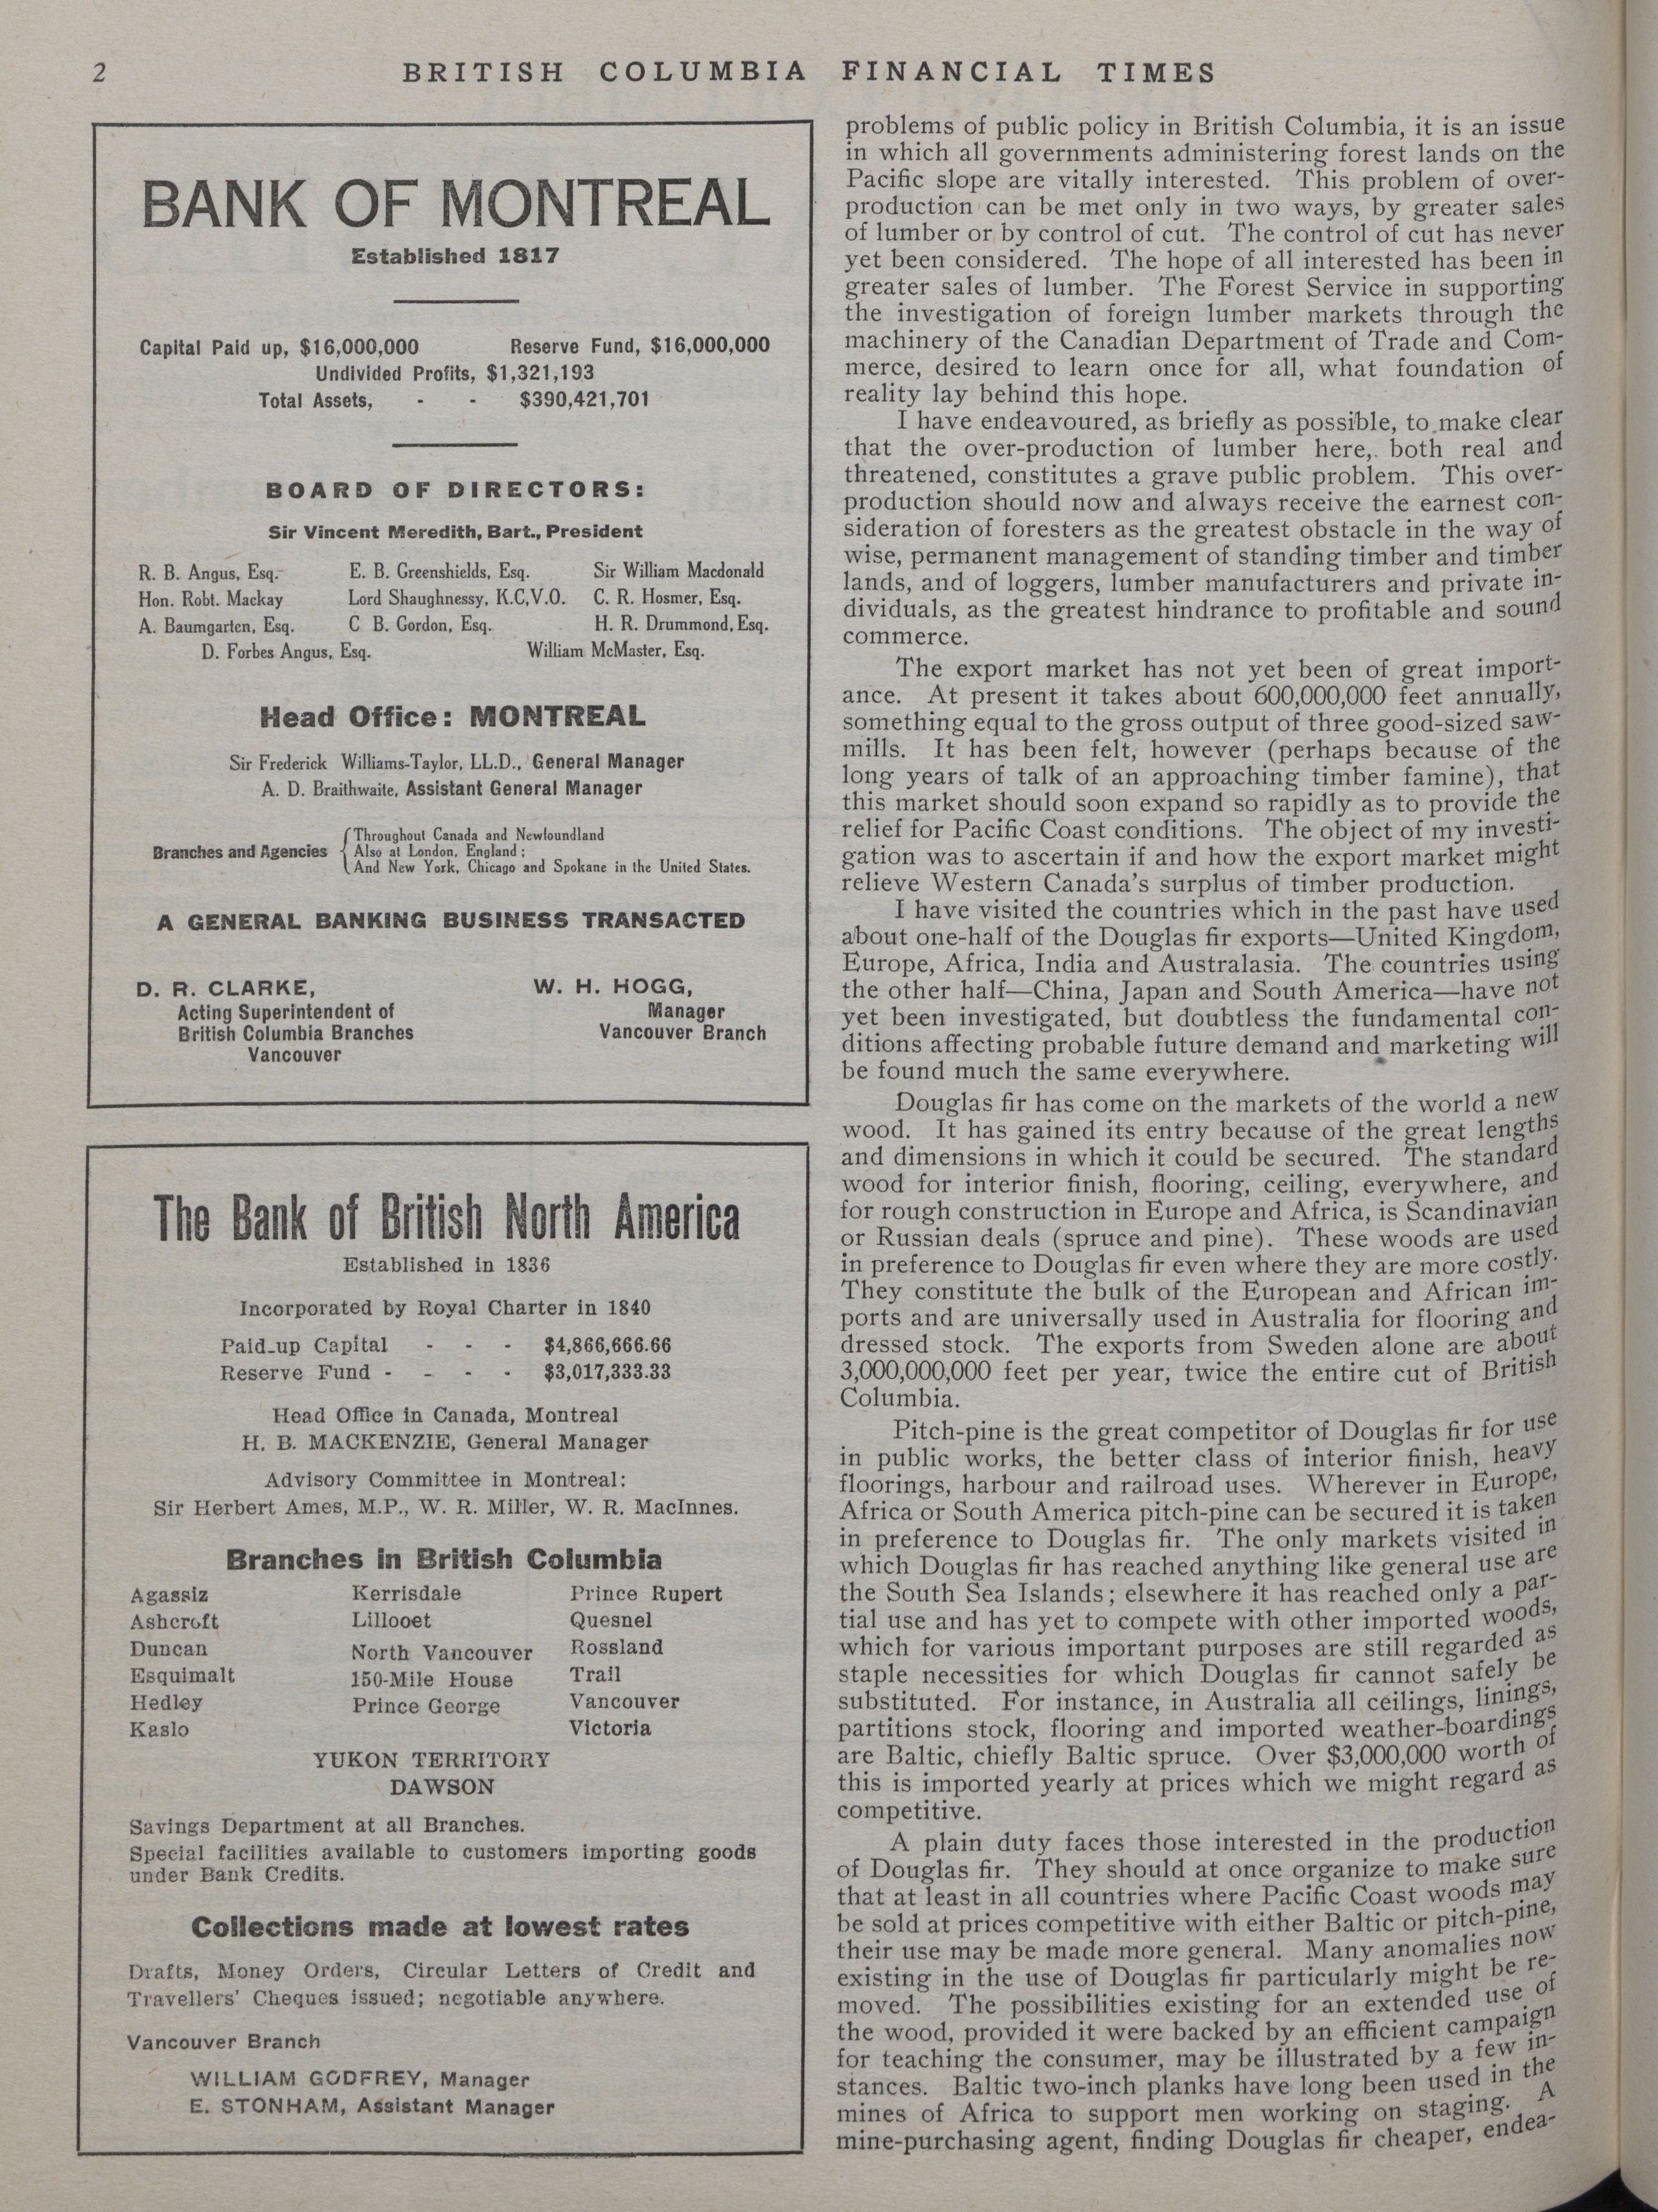 2
BRITISH COLUMBIA FINANCIAL TIMES
BANK OF MONTREAL
Established 1817
Capital Paid up, $16,000,000 Reserve Fund, $16,000,000
Undivided Profits, $1,321,193
Total Assets, - - $390,421,701
BOARD OF DIRECTORS:
Sir Vincent Meredith, Bart., President
R. B. Angus, Esq. E. B. Greenshields, Esq. Sir William Macdonald
Hon. Robt. Mackay Lord Shaughnessy, K.C,V.O. C. R. Hosmer, Esq.
A. Baumgarten, Esq. C B. Gordon, Esq. H. R. Drummond, Esq.
D. Forbes Angus, Esq. William McMaster, Esq.
Head Office: MONTREAL
Sir Frederick Williams-Taylor, LL.D., General Manager
A. D. Braithwaite, Assistant General Manager
Branches and Agencies
Throughout Canada and Newfoundland
Also at London, England;
And New York, Chicago and Spokane in the United States.
A GENERAL BANKING BUSINESS TRANSACTED
D. R. CLARKE,
Acting Superintendent of
British Columbia Branches
Vancouver
W. H. HOGG,
Manager
Vancouver Branch
The Bank of British North America
Established in 1836
Incorporated by Royal Charter in 1840
Paid-up Capital - - - $4,866,666.66
Reserve Fund - - - - $3,017,333.33
Head Office in Canada, Montreal
H. B. MACKENZIE, General Manager
Advisory Committee in Montreal:
Sir Herbert Ames, M.P., W. R. Miller, W. R. MacInnes.
Branches in British Columbia
Agassiz Kerrisdale Prince Rupert
Ashcroft Lillooet Quesnel
Duncan North Vancouver Rossland
Esquimalt 150-Mile House Trail
Hedley Prince George Vancouver
Kaslo Victoria
YUKON TERRITORY
DAWSON
Savings Department at all Branches.
Special facilities available to customers importing goods
under Bank Credits.
Collections made at lowest rates
Drafts, Money Orders, Circular Letters of Credit and
Travellers' Cheques issued; negotiable anywhere.
Vancouver Branch
WILLIAM GODFREY, Manager
E. STONHAM, Assistant Manager
problems of public policy in British Columbia, it is an issue
in which all governments administering forest lands on the
Pacific slope are vitally interested. This problem of over-
production can be met only in two ways, by greater sales
of lumber or by control of cut. The control of cut has never
yet been considered. The hope of all interested has been in
greater sales of lumber. The Forest Service in supporting
the investigation of foreign lumber markets through the
machinery of the Canadian Department of Trade and Com-
merce, desired to learn once for all, what foundation of
reality lay behind this hope.
I have endeavoured, as briefly as possible, to make clear
that the over-production of lumber here, both real and
threatened, constitutes a grave public problem. This over-
production should now and always receive the earnest con-
sideration of foresters as the greatest obstacle in the way of
wise, permanent management of standing timber and timber
lands, and of loggers, lumber manufacturers and private in-
dividuals, as the greatest hindrance to profitable and sound
commerce.
The export market has not yet been of great import-
ance. At present it takes about 600,000,000 feet annually,
something equal to the gross output of three good-sized saw-
mills. It has been felt, however (perhaps because of the
long years of talk of an approaching timber famine), that
this market should soon expand so rapidly as to provide the
relief for Pacific Coast conditions. The object of my investi-
gation was to ascertain if and how the export market might
relieve Western Canada's surplus of timber production.
I have visited the countries which in the past have used
about one-half of the Douglas fir exports—United Kingdom,
Europe, Africa, India and Australasia. The countries using
the other half—China, Japan and South America—have not
yet been investigated, but doubtless the fundamental con-
ditions affecting probable future demand and marketing will
be found much the same everywhere.
Douglas fir has come on the markets of the world a new
wood. It has gained its entry because of the great lengths
and dimensions in which it could be secured. The standard
wood for interior finish, flooring, ceiling, everywhere, and
for rough construction in Europe and Africa, is Scandinavian
or Russian deals (spruce and pine). These woods are used
in preference to Douglas fir even where they are more costly.
They constitute the bulk of the European and African im-
ports and are universally used in Australia for flooring and
dressed stock. The exports from Sweden alone are about
3,000,000,000 feet per year, twice the entire cut of British
Columbia.
Pitch-pine is the great competitor of Douglas fir for use
in public works, the better class of interior finish, heavy
floorings, harbour and railroad uses. Wherever in Europe,
Africa or South America pitch-pine can be secured it is taken
in preference to Douglas fir. The only markets visited in
which Douglas fir has reached anything like general use are
the South Sea Islands; elsewhere it has reached only a par-
tial use and has yet to compete with other imported woods,
which for various important purposes are still regarded as
staple necessities for which Douglas fir cannot safely be
substituted. For instance, in Australia all ceilings, linings,
partitions stock, flooring and imported weather-boardings
are Baltic, chiefly Baltic spruce. Over $3,000,000 worth of
this is imported yearly at prices which we might regard as
competitive.
A plain duty faces those interested in the production
of Douglas fir. They should at once organize to make sure
that at least in all countries where Pacific Coast woods may
be sold at prices competitive with either Baltic or pitch-pine,
their use may be made more general. Many anomalies now
existing in the use of Douglas fir particularly might be re-
moved. The possibilities existing for an extended use of
the wood, provided it were backed by an efficient campaign
for teaching the consumer, may be illustrated by a few in-
stances. Baltic two-inch planks have long been used in the
mines of Africa to support men working on staging. A
mine-purchasing agent, finding Douglas fir cheaper, endea-